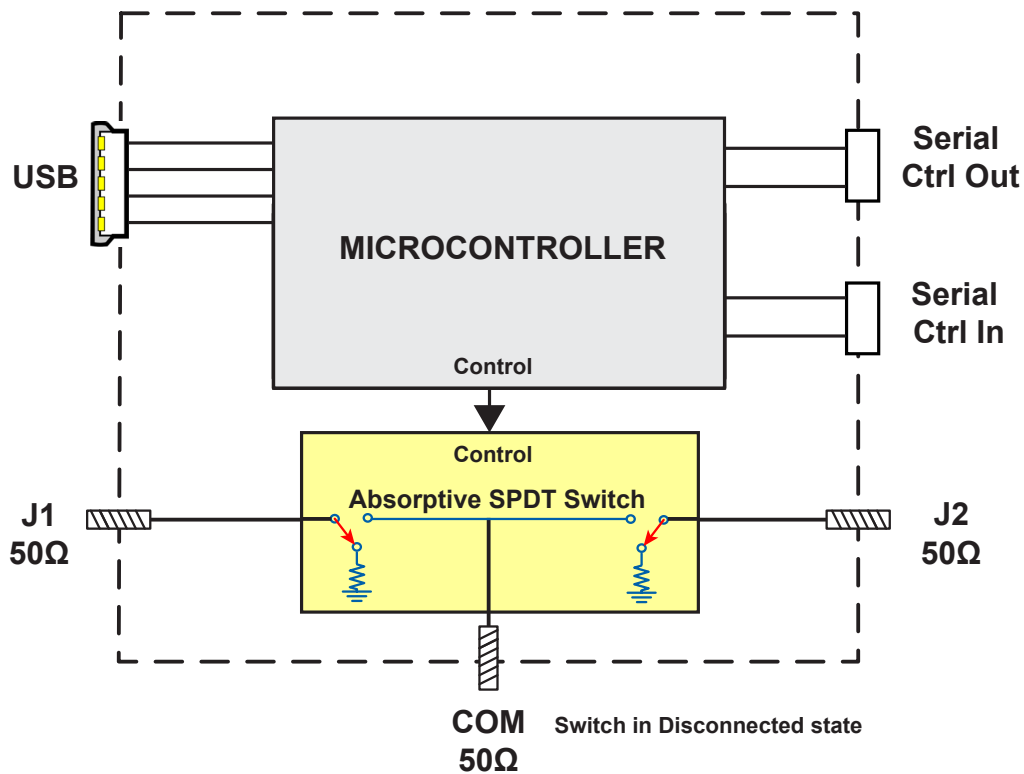 USB
Serial
Ctrl Out
MICROCONTROLLER
Serial
Ctrl In
Control
Control
Absorptive SPDT Switch
J1
50Ω
J2
50Ω
COM
50Ω
Switch in Disconnected state